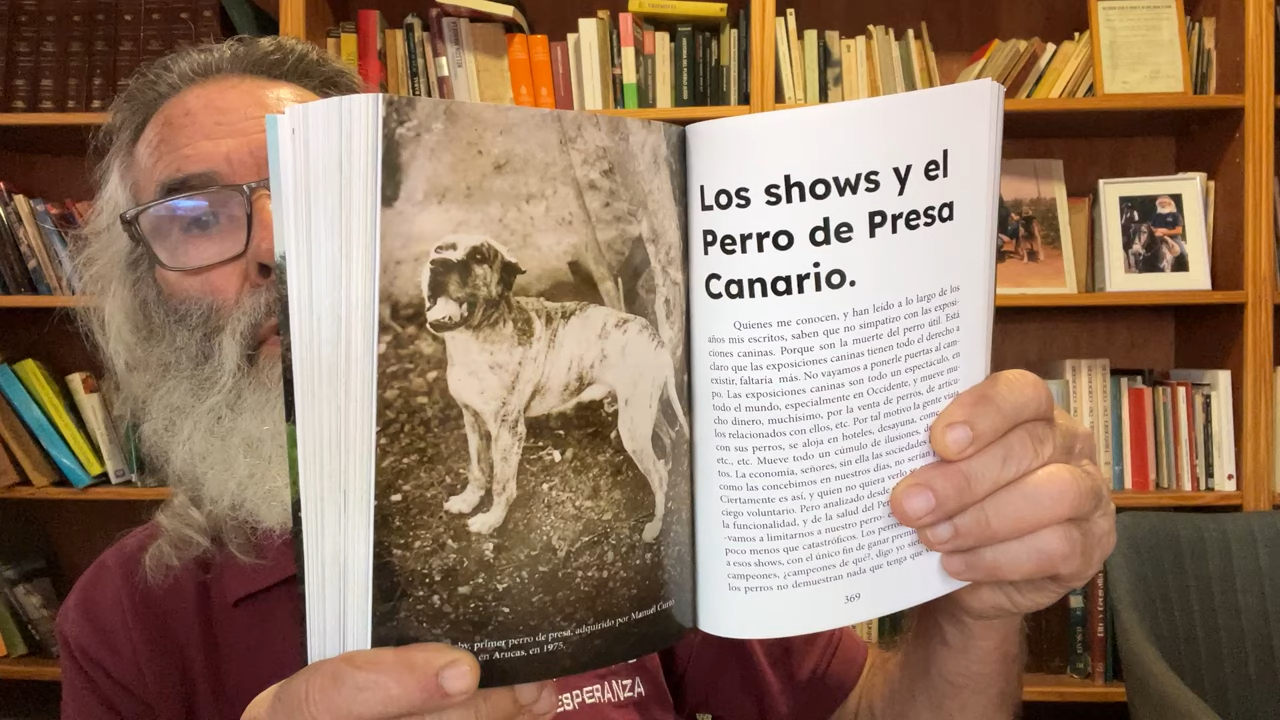 Los shows y el
Perro de Presa
Canario.
Quienes me conocen, y han leído a lo largo de los
años mis escritos, saben que no simpatizo con las exposi-
ciones caninas. Porque son la muerte del perro útil. Está
claro que las exposiciones caninas tienen todo el derecho a
existir, faltaría más. No vayamos a ponerle puertas al cam-
po. Las exposiciones caninas son todo un espectáculo, en
todo el mundo, especialmente en Occidente, y mueve mu-
cho dinero, muchísimo, por la venta de perros, de artícu-
los relacionados con ellos, etc. Por tal motivo la gente viaja
con sus perros, se aloja en hoteles, desayuna, come
etc., etc. Mueve todo un cúmulo de ilusiones,
tos. La economía, señores, sin ella las sociedades
como las concebimos en nuestros días, no serían
Ciertamente es así, y quien no quiera verlo
ciego voluntario. Pero analizado desde
la funcionalidad, y de la salud del
-vamos a limitarnos a nuestro perro-
poco menos que catastróficos. Los perros
a esos shows, con el único fin de ganar
campeones, ¿campeones de qué?, digo yo
los perros no demuestran nada que tenga que
369
primer perro de presa, adquirido por Manuel Curtó
en Arucas, en 1975.
ESPERANZA